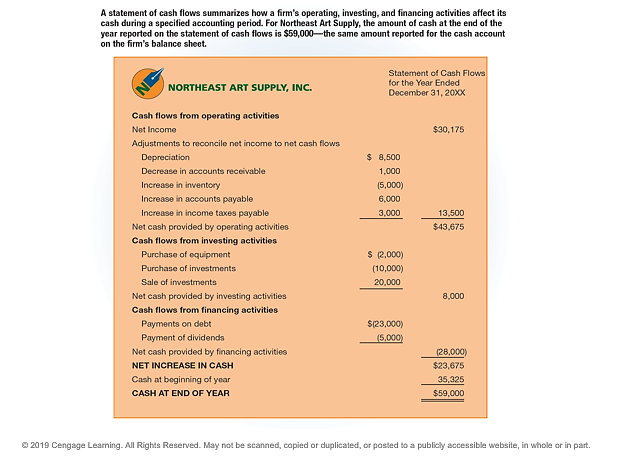 A statement of cash flows summarizes how a firm's operating, investing, and financing activities affect its
cash during a specified accounting period. For Northeast Art Supply, the amount of cash at the end of the
year reported on the statement of cash flows is $59,000—the same amount reported for the cash account
on the firm's balance sheet.
N
NORTHEAST ART SUPPLY, INC.
Statement of Cash Flows
for the Year Ended
December 31, 20XX
Cash flows from operating activities
Net Income $30,175
Adjustments to reconcile net income to net cash flows
Depreciation $ 8,500
Decrease in accounts receivable 1,000
Increase in inventory (5,000)
Increase in accounts payable 6,000
Increase in income taxes payable 3,000 13,500
Net cash provided by operating activities $43,675
Cash flows from investing activities
Purchase of equipment $ (2,000)
Purchase of investments (10,000)
Sale of investments 20,000
Net cash provided by investing activities 8,000
Cash flows from financing activities
Payments on debt $(23,000)
Payment of dividends (5,000)
Net cash provided by financing activities (28,000)
NET INCREASE IN CASH $23,675
Cash at beginning of year 35,325
CASH AT END OF YEAR $59,000
© 2019 Cengage Learning. All Rights Reserved. May not be scanned, copied or duplicated, or posted to a publicly accessible website, in whole or in part.